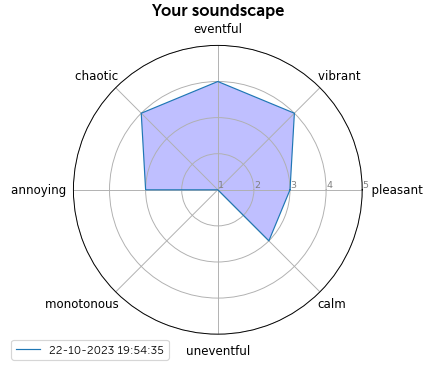 Your soundscape
eventful
chaotic
vibrant
annoying
1
2
3
4
5
pleasant
monotonous
calm
uneventful
22-10-2023 19:54:35